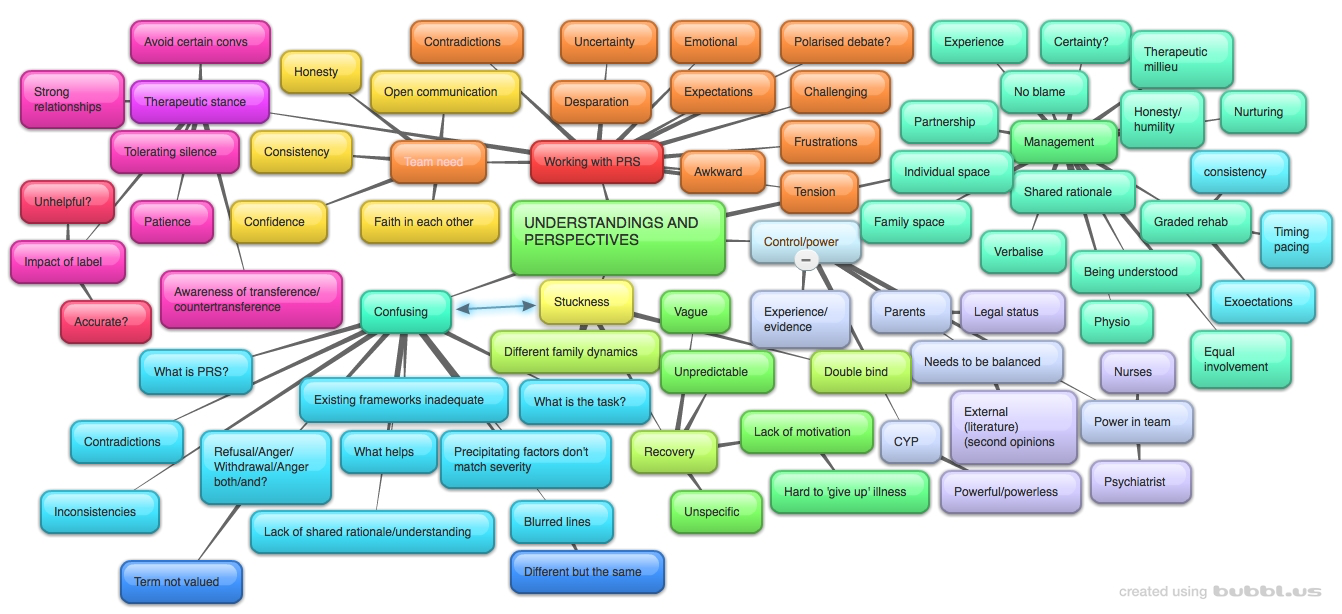 Avoid certain convs
Strong
relationships
Therapeutic stance
Tolerating silence
Unhelpful?
Patience
Impact of label
Accurate?
Awareness of transference/
countertransference
Honesty
Open communication
Consistency
Team need
Confidence
Faith in each other
Contradictions
Uncertainty
Emotional
Polarised debate?
Desparation
Expectations
Challenging
Working with PRS
Frustrations
Awkward
Tension
Experience
Certainty?
Therapeutic
millieu
No blame
Honesty/
humility
Nurturing
Partnership
Management
Individual space
Shared rationale
consistency
Family space
Graded rehab
Timing
pacing
Verbalise
Being understood
Exoectations
Physio
Equal
involvement
UNDERSTANDINGS AND
PERSPECTIVES
Control/power
Experience/
evidence
Parents
Legal status
Needs to be balanced
Nurses
External
(literature)
(second opinions
Power in team
CYP
Powerful/powerless
Psychiatrist
Confusing
Stuckness
Vague
Different family dynamics
Unpredictable
Double bind
What is PRS?
Existing frameworks inadequate
What is the task?
Contradictions
Refusal/Anger/
Withdrawal/Anger
both/and?
What helps
Precipitating factors don't
match severity
Recovery
Lack of motivation
Hard to 'give up' illness
Unspecific
Inconsistencies
Lack of shared rationale/understanding
Blurred lines
Term not valued
Different but the same
created using bubbl.us